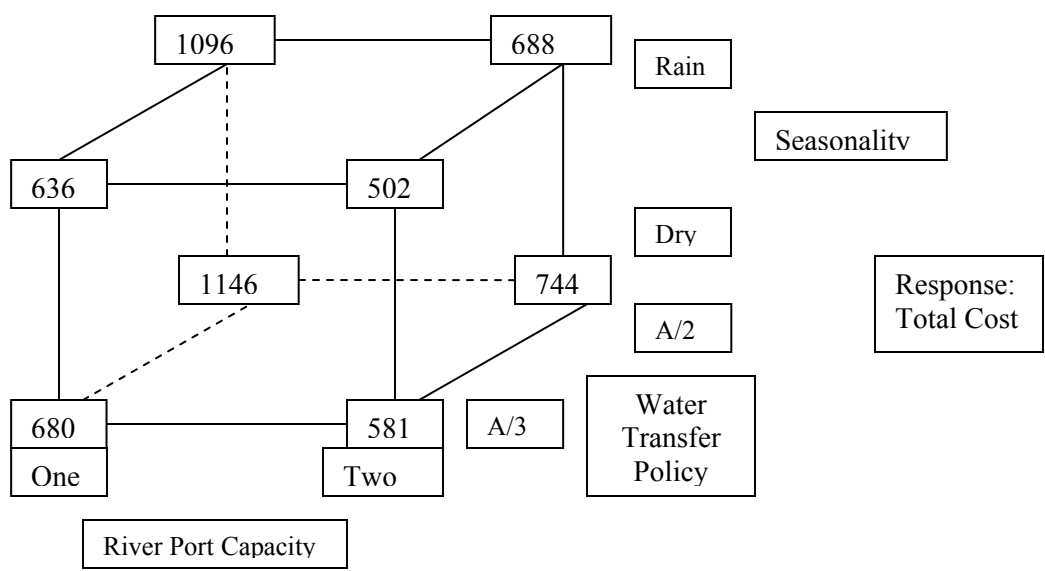 1096
688
Rain
Seasonality
636
502
Dry
1146
744
Response:
Total Cost
A/2
Water
Transfer
Policy
680
581
A/3
One
Two
River Port Capacity